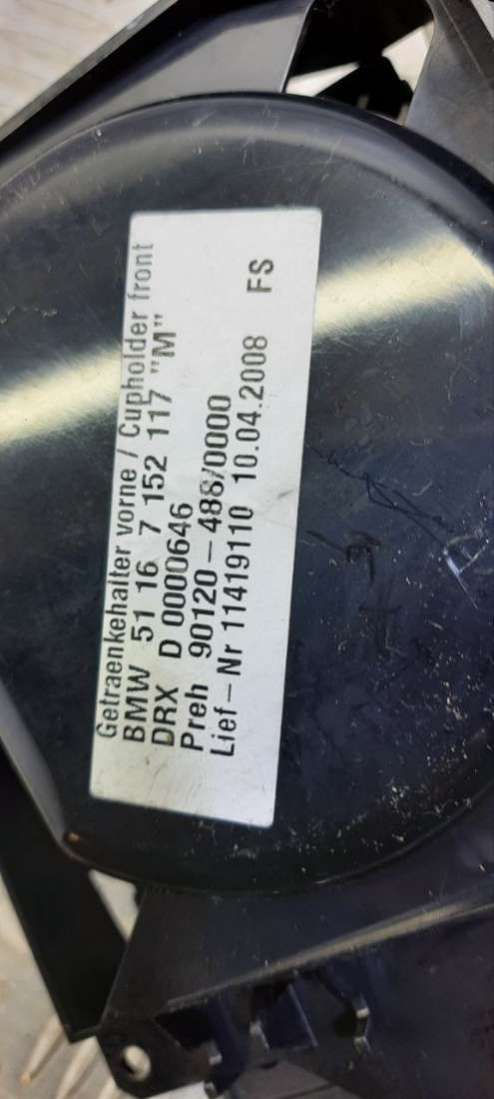 Getraenkehalter vorne / Cupholder front
BMW 51 16 7 152 117 "M"
DRX D 0000646
Preh 90120-488/0000
Lief-Nr 11419110 10.04.2008 FS